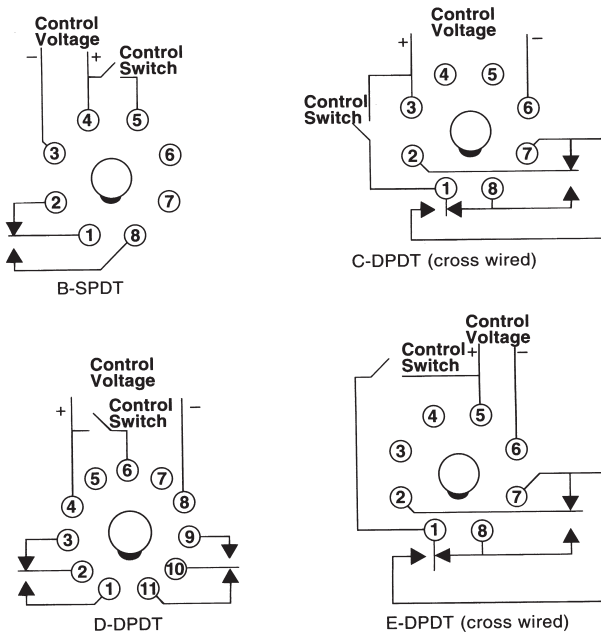 Control
Voltage
− +
Control
Switch
4 5
3 6
2 7
1 8
B-SPDT
Control
Voltage
+ −
4 5
Control
Switch
3 6
2 7
1 8
C-DPDT (cross wired)
Control
Voltage
+ −
Control
Switch
6
5 7
4 8
3 9
2 10
1 11
D-DPDT
Control
Voltage
+ −
Control
Switch
4 5
3 6
2 7
1 8
E-DPDT (cross wired)